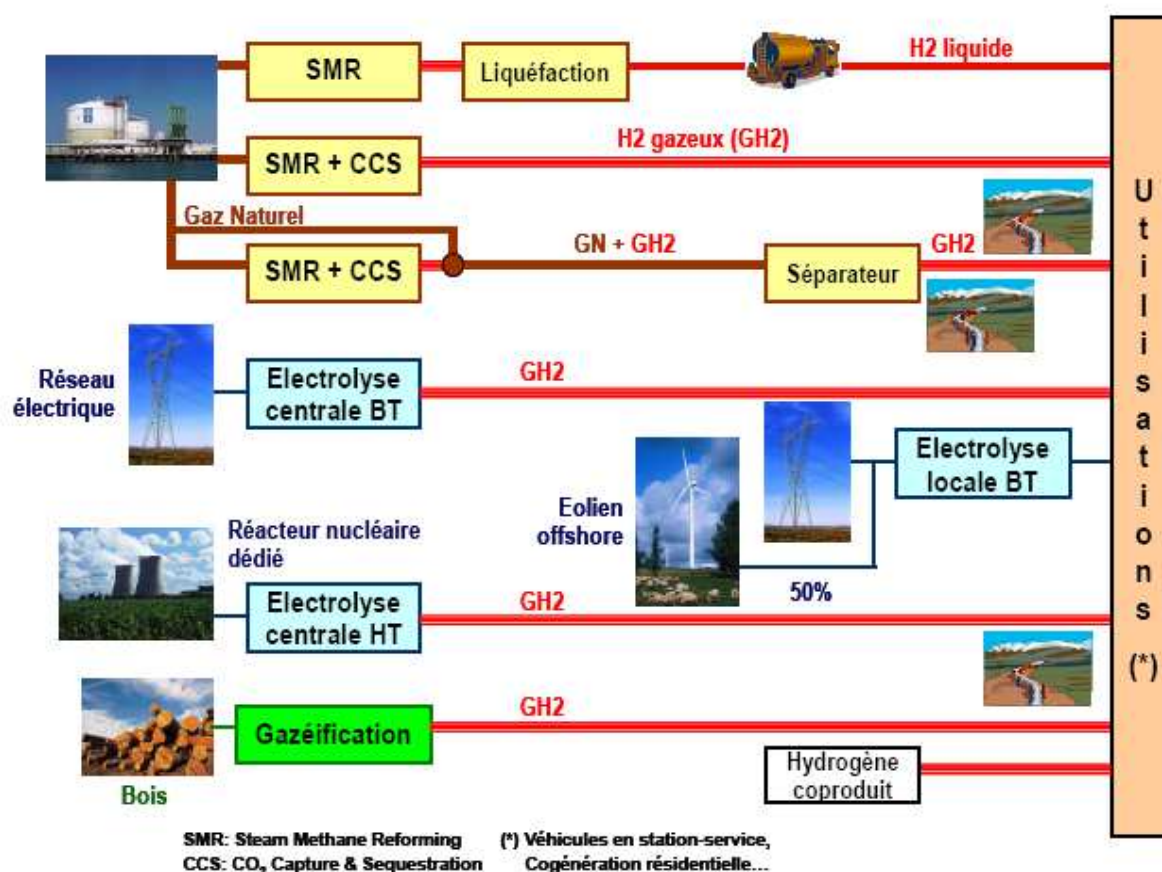 SMR
Liquéfaction
H2 liquide
SMR + CCS
H2 gazeux (GH2)
Gaz Naturel
SMR + CCS
GN + GH2
Séparateur
GH2
Réseau
électrique
Electrolyse
centrale BT
GH2
Eolien
offshore
Electrolyse
locale BT
50%
Réacteur nucléaire
dédié
Electrolyse
centrale HT
GH2
Bois
Gazéification
GH2
Hydrogène
coproduit
Utilisations (*)
SMR: Steam Methane Reforming
CCS: CO₂ Capture & Sequestration
(*) Véhicules en station-service,
Cogénération résidentielle...